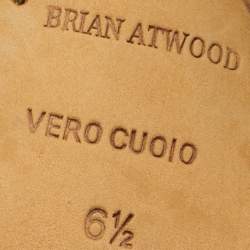 BRIAN ATWOOD
VERO CUOIO
6½